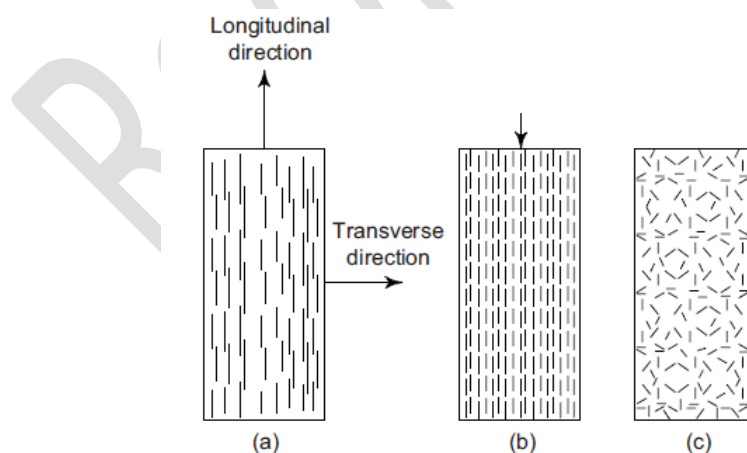 Longitudinal
direction
Transverse
direction
(a)
(b)
(c)